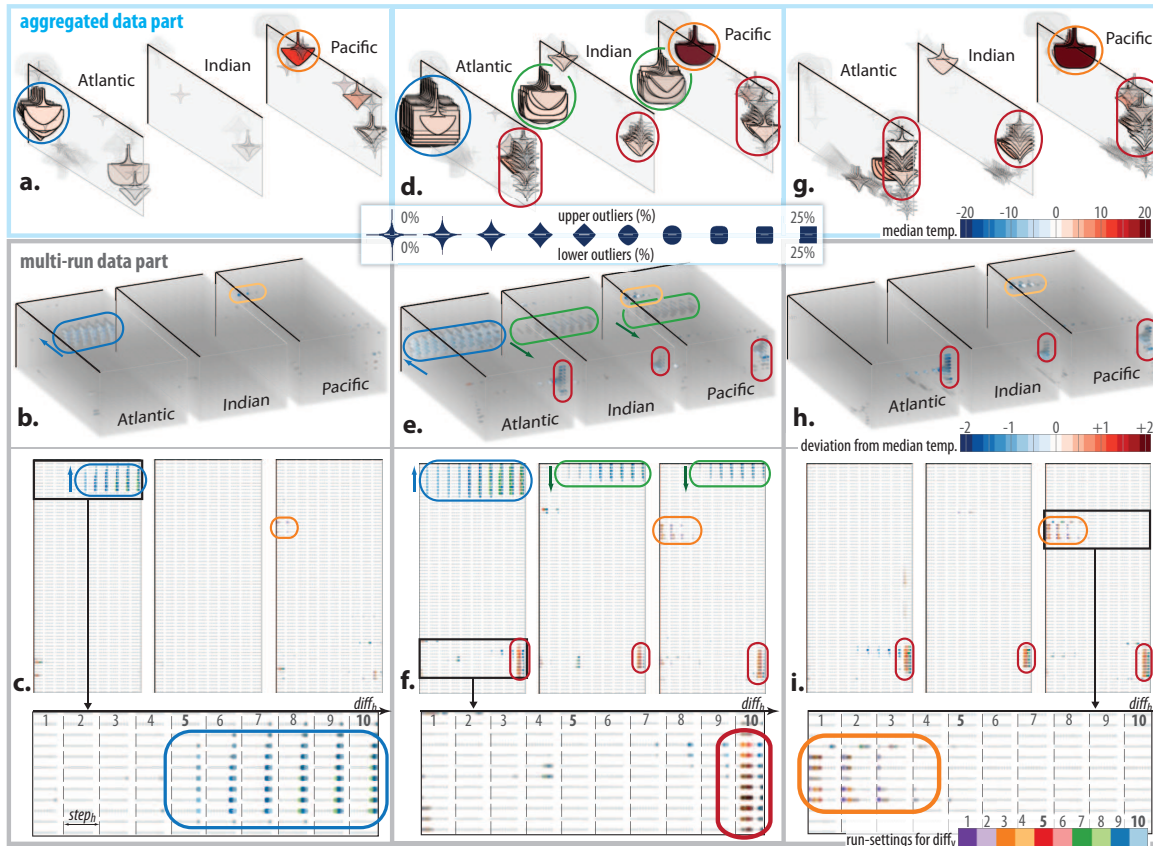 aggregated data part
Atlantic
Indian
Pacific
a.
Atlantic
Indian
Pacific
d.
Atlantic
Indian
Pacific
g.
-20 -10 0 10 20
median temp.
0% upper outliers (%) 25%
0% lower outliers (%) 25%
multi-run data part
Atlantic
Indian
Pacific
b.
Atlantic
Indian
Pacific
e.
Atlantic
Indian
Pacific
h.
-2 -1 0 +1 +2
deviation from median temp.
c.
diff_h
1 2 3 4 5 6 7 8 9 10
step_h
f.
diff_h
1 2 3 4 5 6 7 8 9 10
i.
diff_h
1 2 3 4 5 6 7 8 9 10
1 2 3 4 5 6 7 8 9 10
run-settings for diff_v